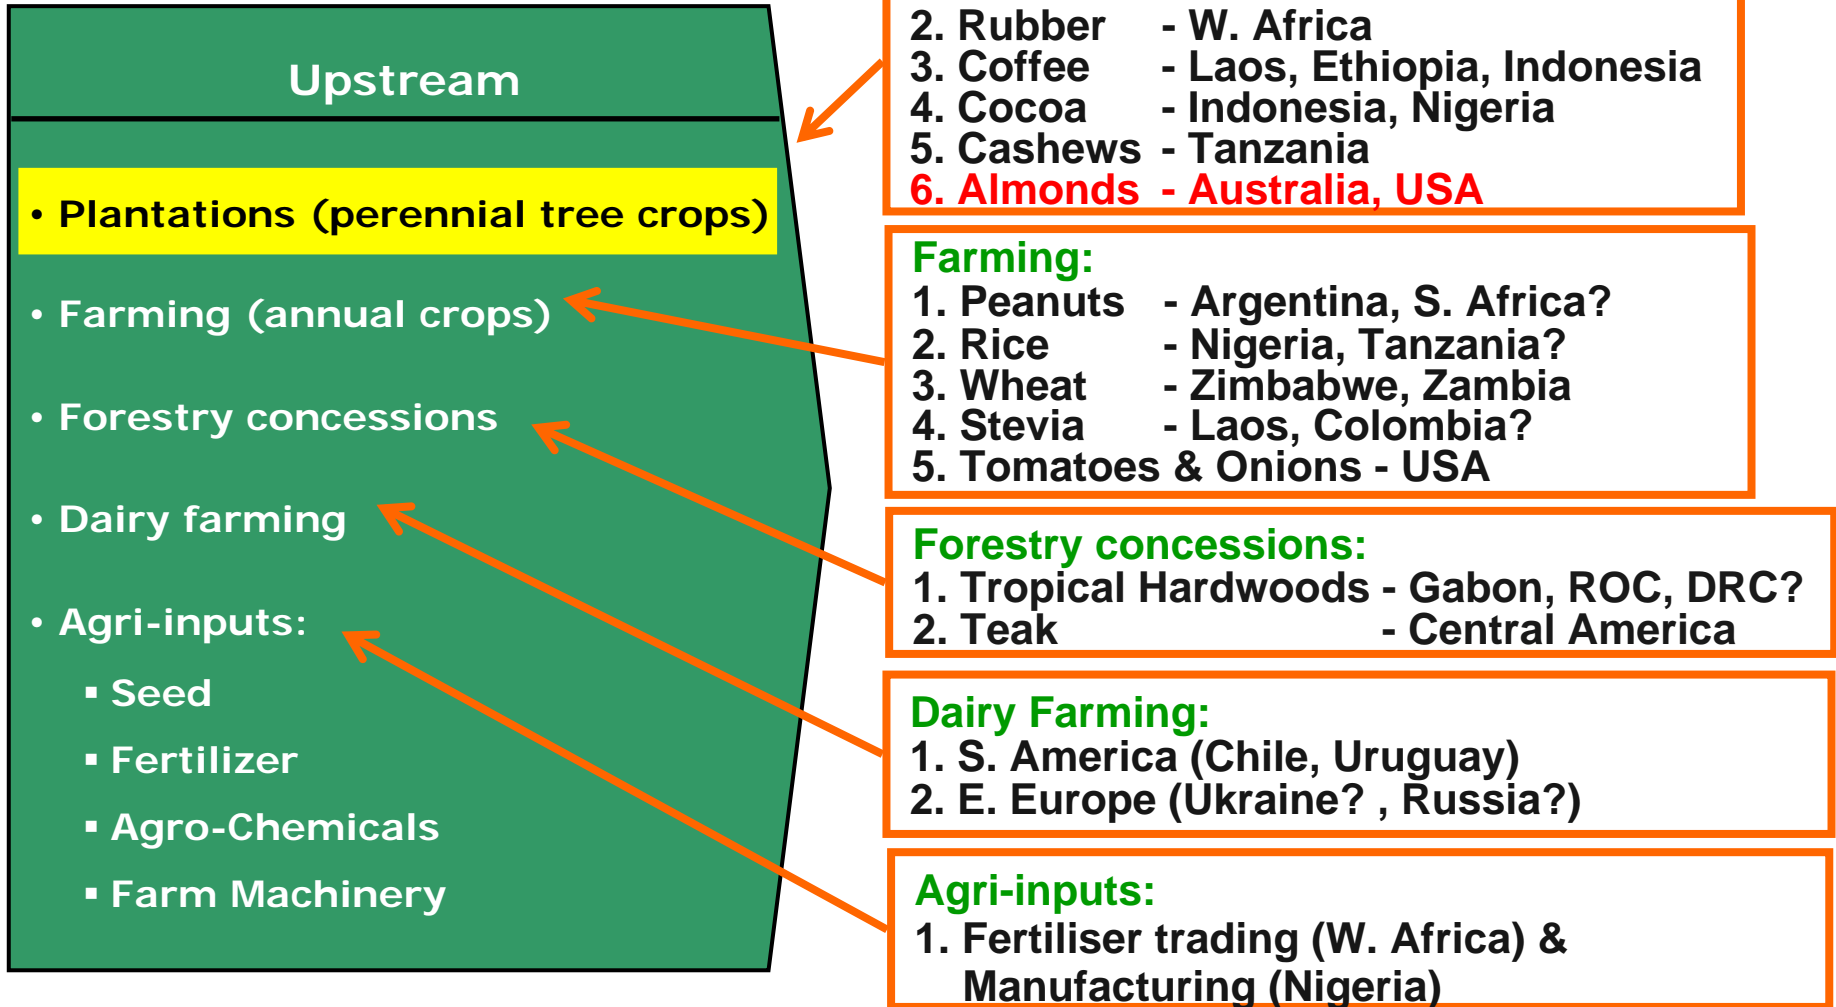 Upstream
• Plantations (perennial tree crops)
• Farming (annual crops)
• Forestry concessions
• Dairy farming
• Agri-inputs:
▪ Seed
▪ Fertilizer
▪ Agro-Chemicals
▪ Farm Machinery
2. Rubber - W. Africa
3. Coffee - Laos, Ethiopia, Indonesia
4. Cocoa - Indonesia, Nigeria
5. Cashews - Tanzania
6. Almonds - Australia, USA
Farming:
1. Peanuts - Argentina, S. Africa?
2. Rice - Nigeria, Tanzania?
3. Wheat - Zimbabwe, Zambia
4. Stevia - Laos, Colombia?
5. Tomatoes & Onions - USA
Forestry concessions:
1. Tropical Hardwoods - Gabon, ROC, DRC?
2. Teak - Central America
Dairy Farming:
1. S. America (Chile, Uruguay)
2. E. Europe (Ukraine? , Russia?)
Agri-inputs:
1. Fertiliser trading (W. Africa) &
Manufacturing (Nigeria)